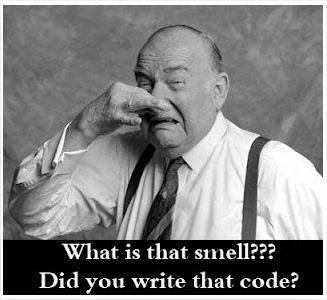 What is that smell???
Did you write that code?